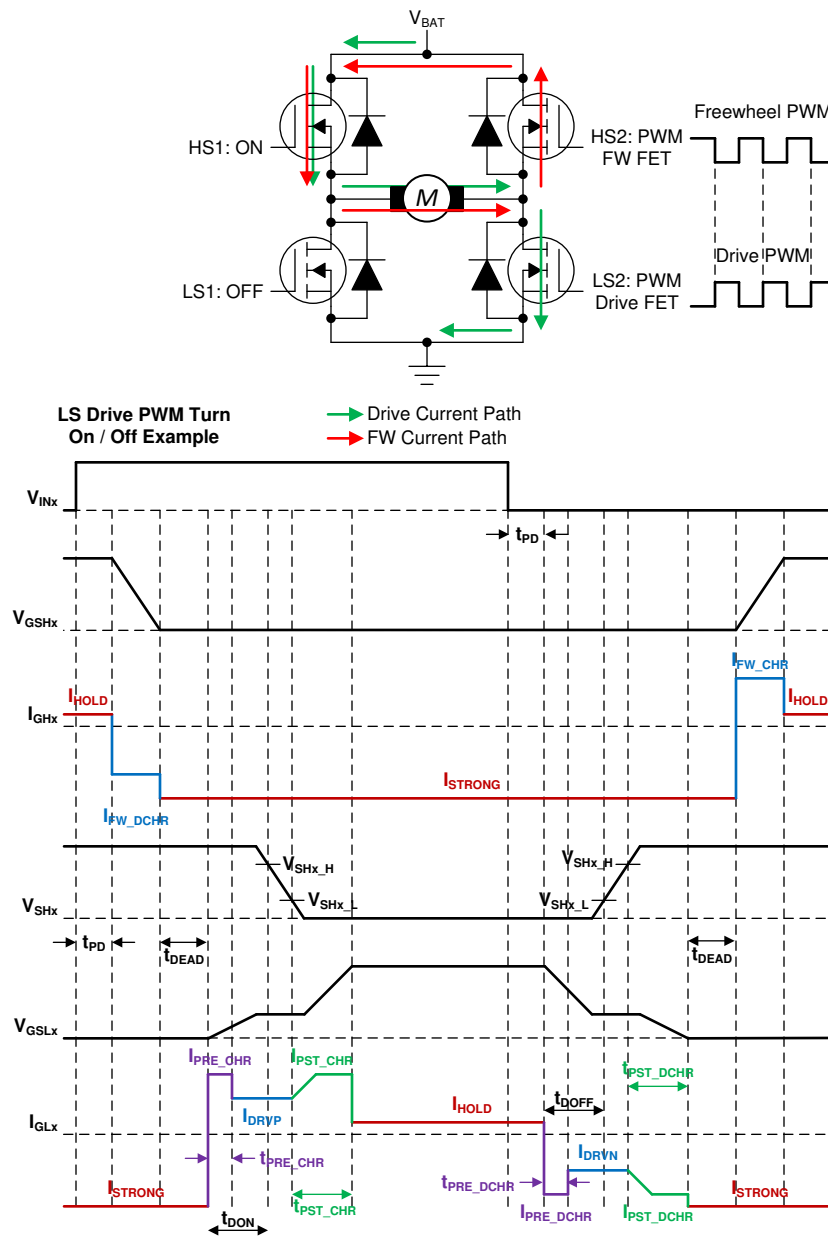 VBAT
Freewheel PWM
HS1: ON
HS2: PWM
FW FET
M
Drive PWM
LS1: OFF
LS2: PWM
Drive FET
LS Drive PWM Turn
On / Off Example
Drive Current Path
FW Current Path
VINx
tPD
VGSHx
IFW_CHR
IHOLD
IHOLD
IGHx
ISTRONG
IFW_DCHR
VSHx_H
VSHx_H
VSHx_L
VSHx_L
VSHx
tPD
tDEAD
tDEAD
VGSLx
IPRE_CHR
IPST_CHR
tPST_DCHR
tDOFF
IHOLD
IDRVP
IGLx
IDRVN
tPRE_CHR
tPRE_DCHR
ISTRONG
tPST_CHR
IPRE_DCHR
IPST_DCHR
ISTRONG
tDON